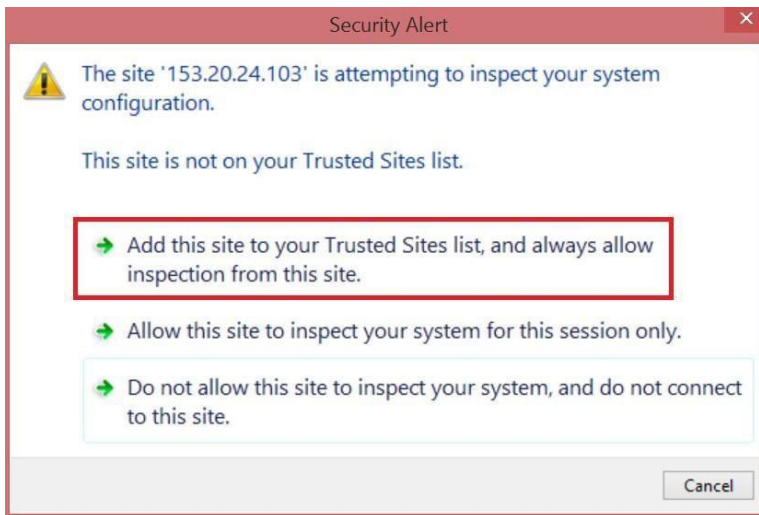 Security Alert
The site '153.20.24.103' is attempting to inspect your system
configuration.
This site is not on your Trusted Sites list.
Add this site to your Trusted Sites list, and always allow
inspection from this site.
Allow this site to inspect your system for this session only.
Do not allow this site to inspect your system, and do not connect
to this site.
Cancel